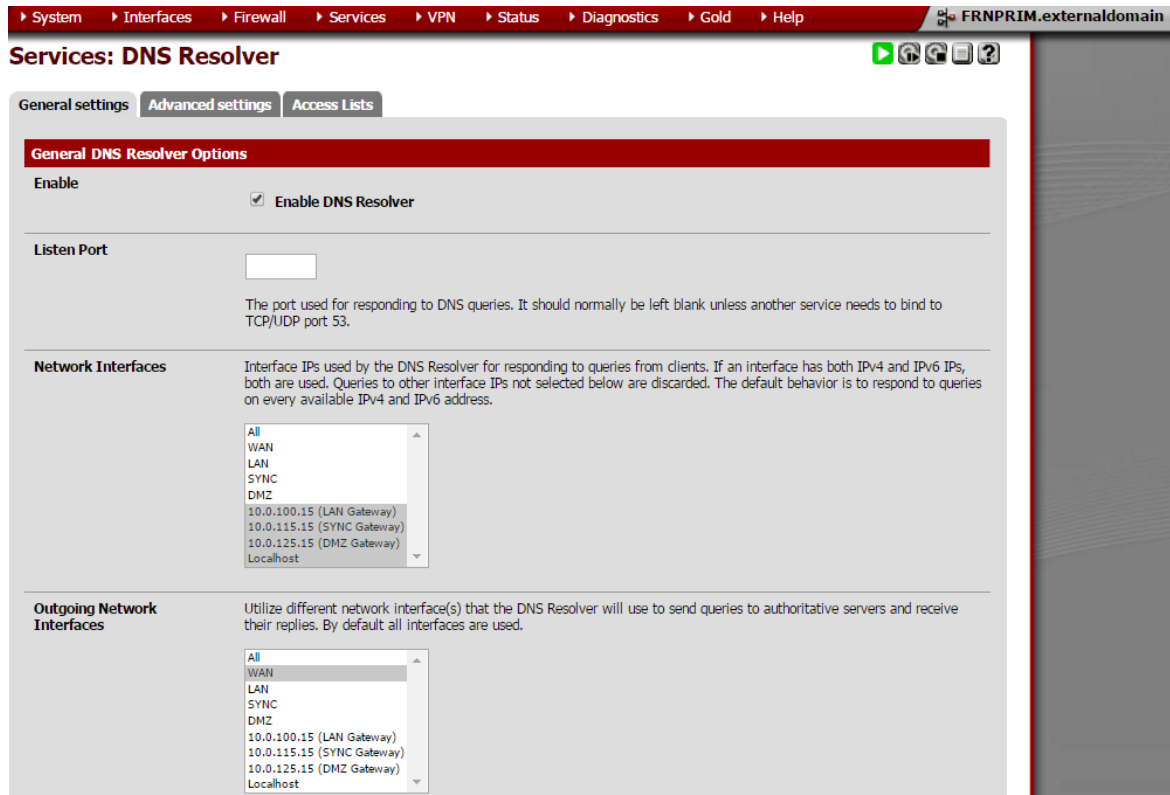 System Interfaces Firewall Services VPN Status Diagnostics Gold Help FRNPRIM.externaldomain
Services: DNS Resolver
General settings Advanced settings Access Lists
General DNS Resolver Options
Enable
Enable DNS Resolver
Listen Port
The port used for responding to DNS queries. It should normally be left blank unless another service needs to bind to
TCP/UDP port 53.
Network Interfaces
Interface IPs used by the DNS Resolver for responding to queries from clients. If an interface has both IPv4 and IPv6 IPs,
both are used. Queries to other interface IPs not selected below are discarded. The default behavior is to respond to queries
on every available IPv4 and IPv6 address.
All
WAN
LAN
SYNC
DMZ
10.0.100.15 (LAN Gateway)
10.0.115.15 (SYNC Gateway)
10.0.125.15 (DMZ Gateway)
Localhost
Outgoing Network
Interfaces
Utilize different network interface(s) that the DNS Resolver will use to send queries to authoritative servers and receive
their replies. By default all interfaces are used.
All
WAN
LAN
SYNC
DMZ
10.0.100.15 (LAN Gateway)
10.0.115.15 (SYNC Gateway)
10.0.125.15 (DMZ Gateway)
Localhost